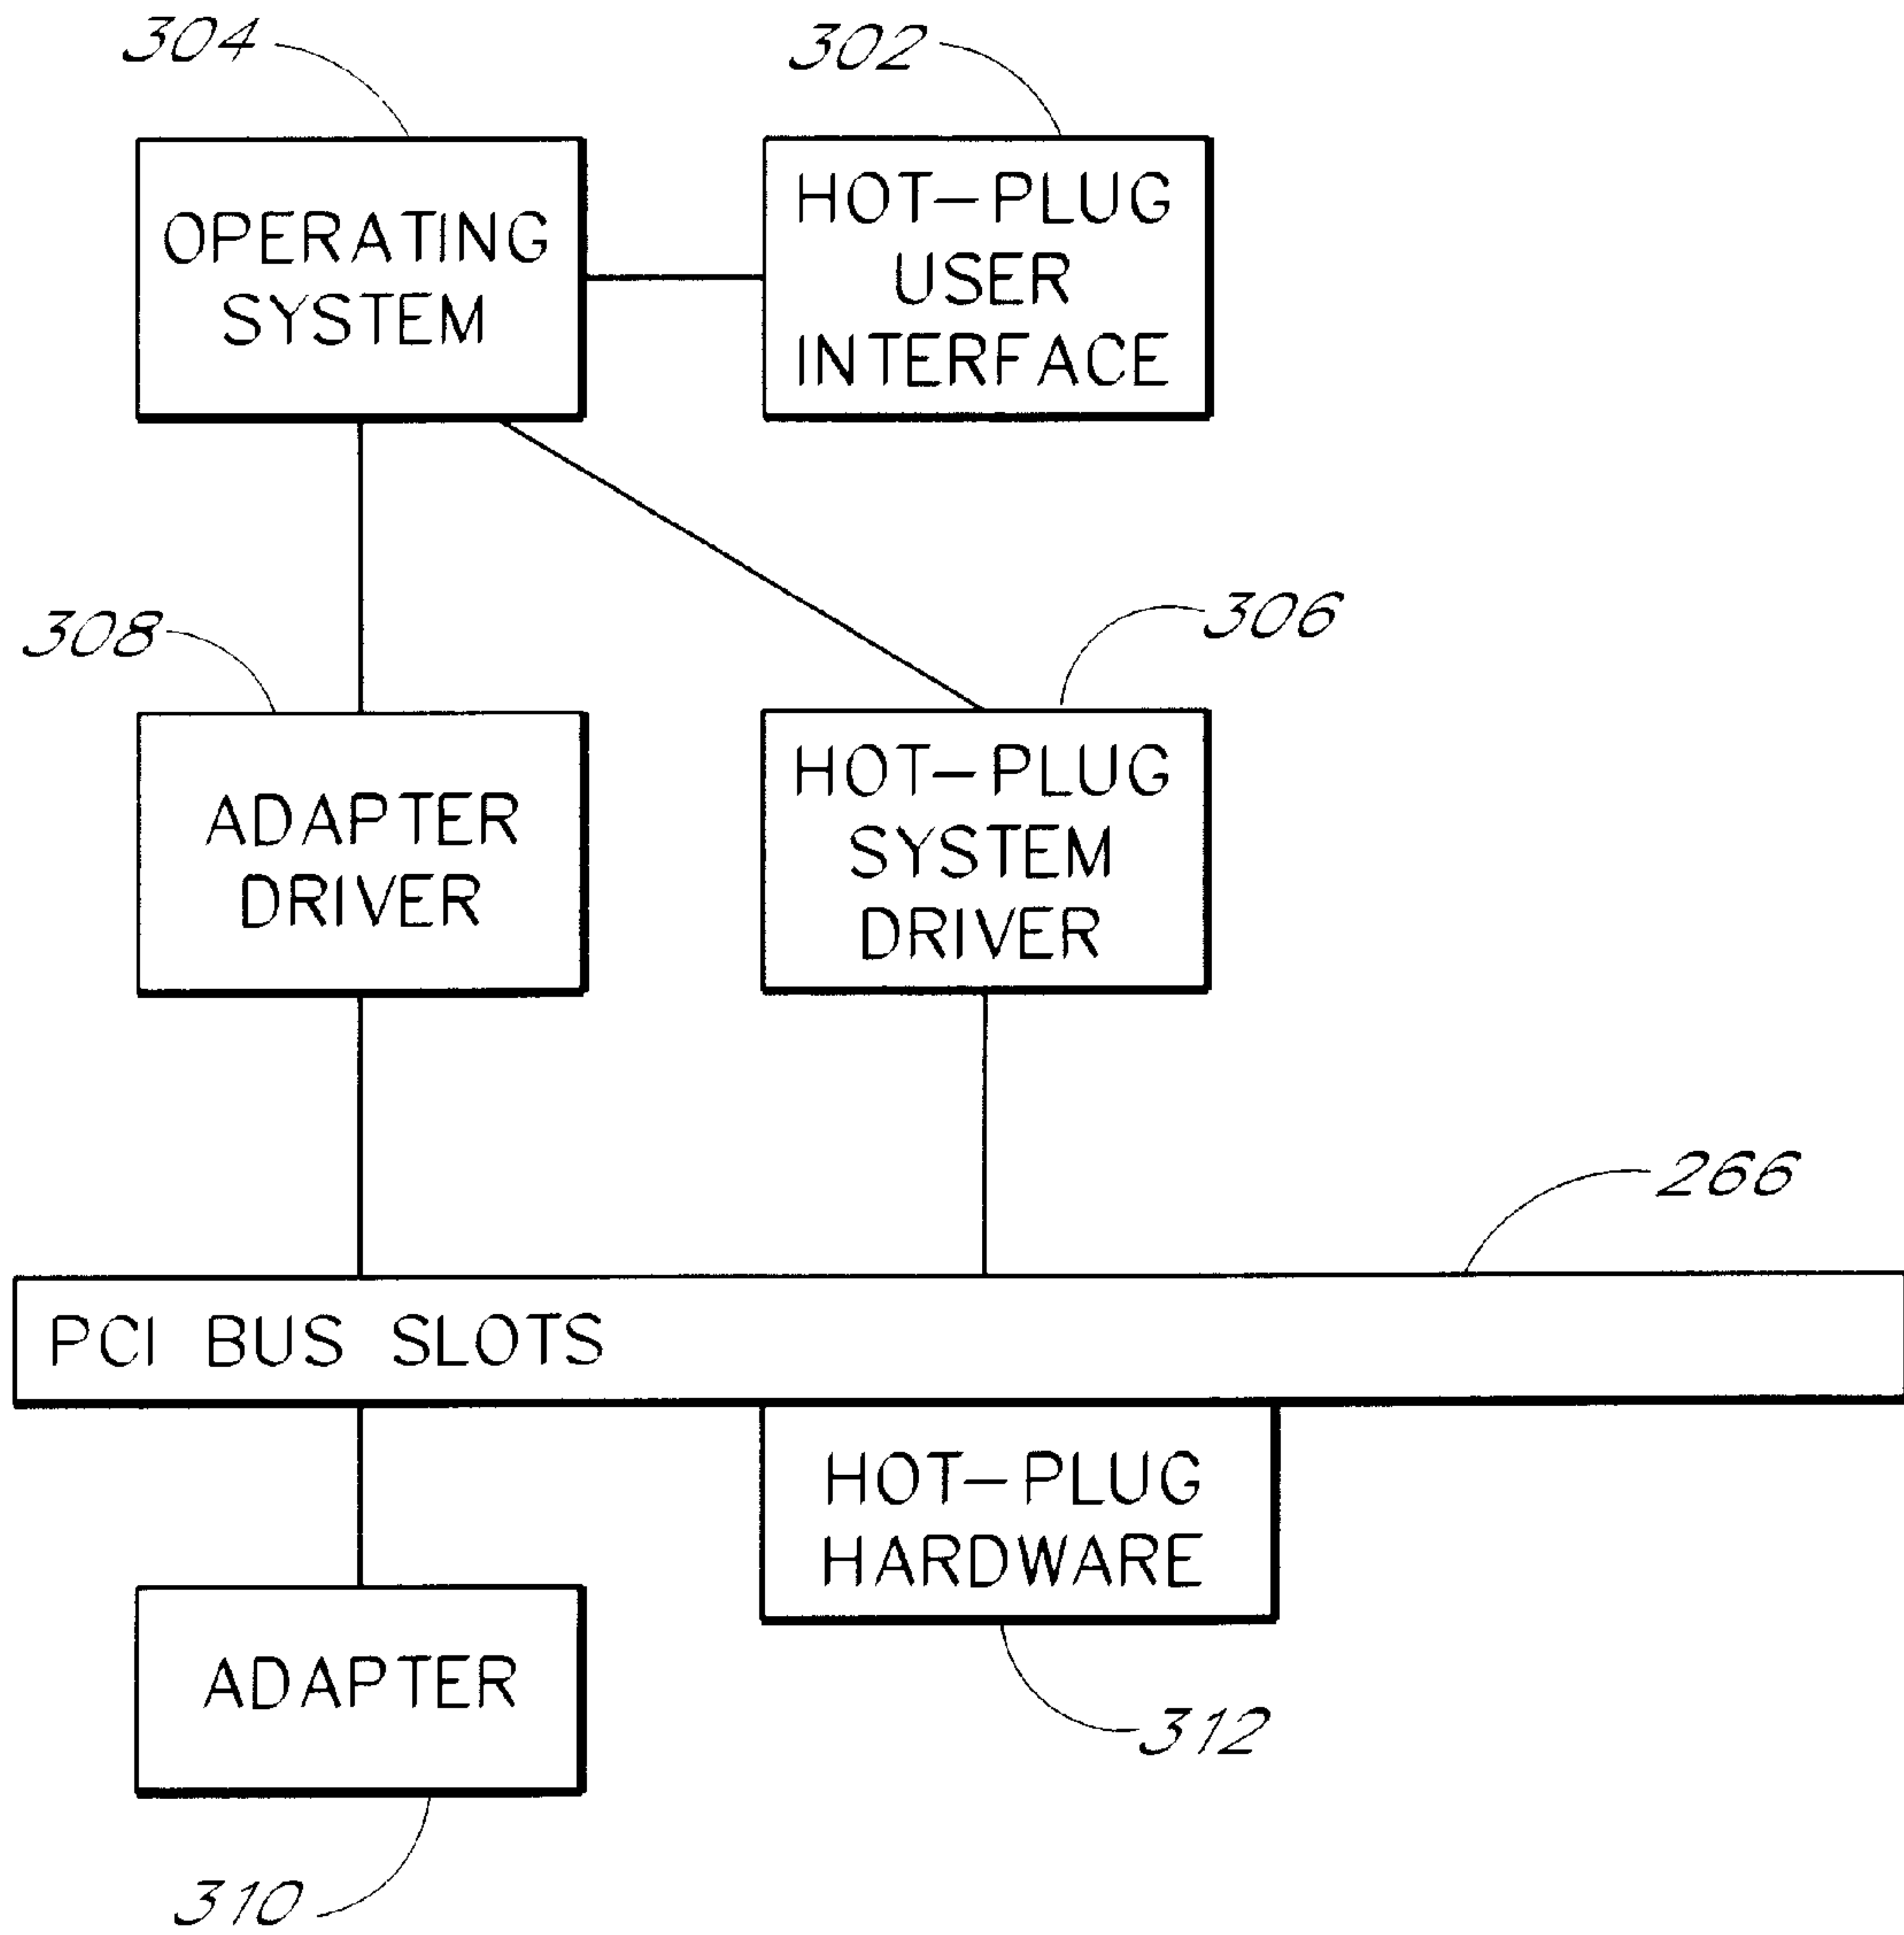 304
302
OPERATING
SYSTEM
HOT-PLUG
USER
INTERFACE
308
306
ADAPTER
DRIVER
HOT-PLUG
SYSTEM
DRIVER
266
PCI BUS SLOTS
HOT-PLUG
HARDWARE
ADAPTER
312
310